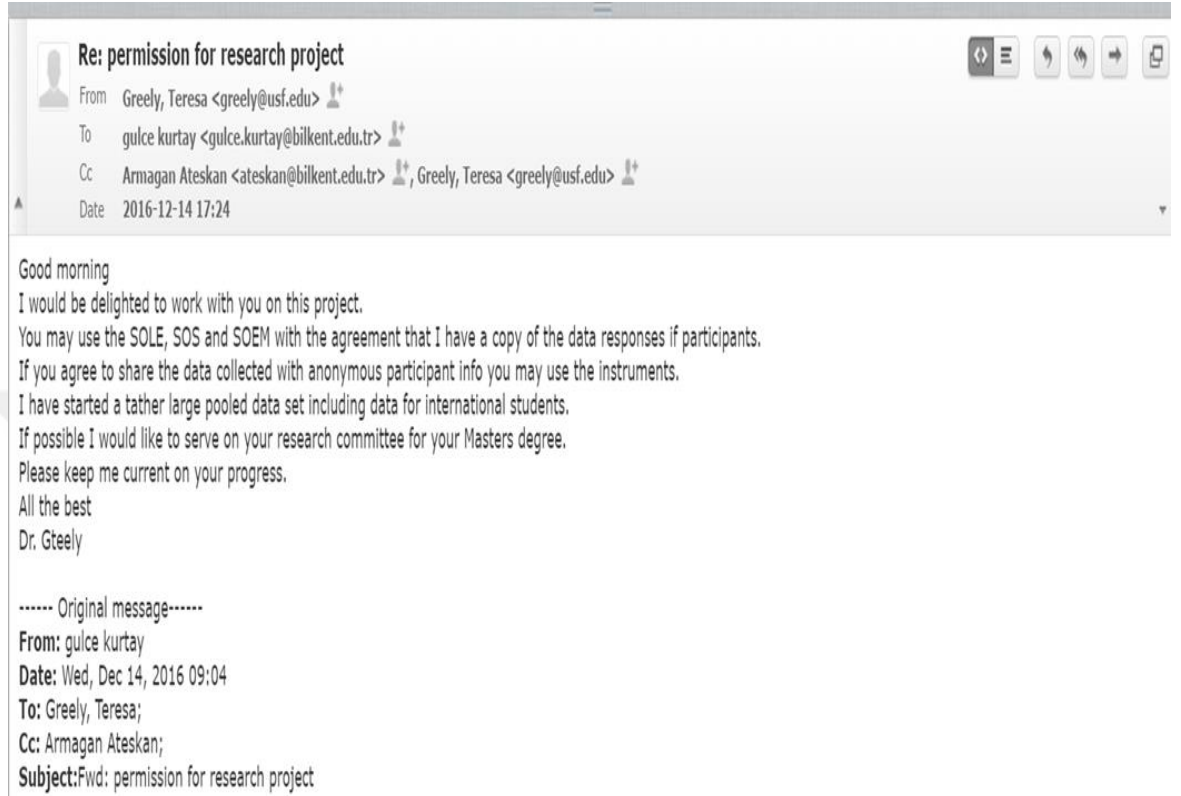 Re: permission for research project
From Greely, Teresa <greely@usf.edu>
To gulce kurtay <gulce.kurtay@bilkent.edu.tr>
Cc Armagan Ateskan <ateskan@bilkent.edu.tr> , Greely, Teresa <greely@usf.edu>
Date 2016-12-14 17:24
Good morning
I would be delighted to work with you on this project.
You may use the SOLE, SOS and SOEM with the agreement that I have a copy of the data responses if participants.
If you agree to share the data collected with anonymous participant info you may use the instruments.
I have started a tather large pooled data set including data for international students.
If possible I would like to serve on your research committee for your Masters degree.
Please keep me current on your progress.
All the best
Dr. Gteely
------ Original message------
From: gulce kurtay
Date: Wed, Dec 14, 2016 09:04
To: Greely, Teresa;
Cc: Armagan Ateskan;
Subject:Fwd: permission for research project